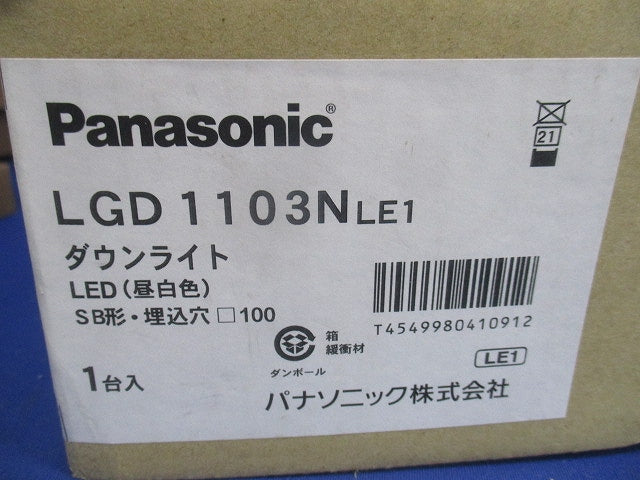 Panasonic®
21
LGD 1103N LE1
ダウンライト
LED(昼白色)
SB形・埋込穴□100
T4549980410912
箱
緩衝材
ダンボール
LE1
1台入
パナソニック株式会社